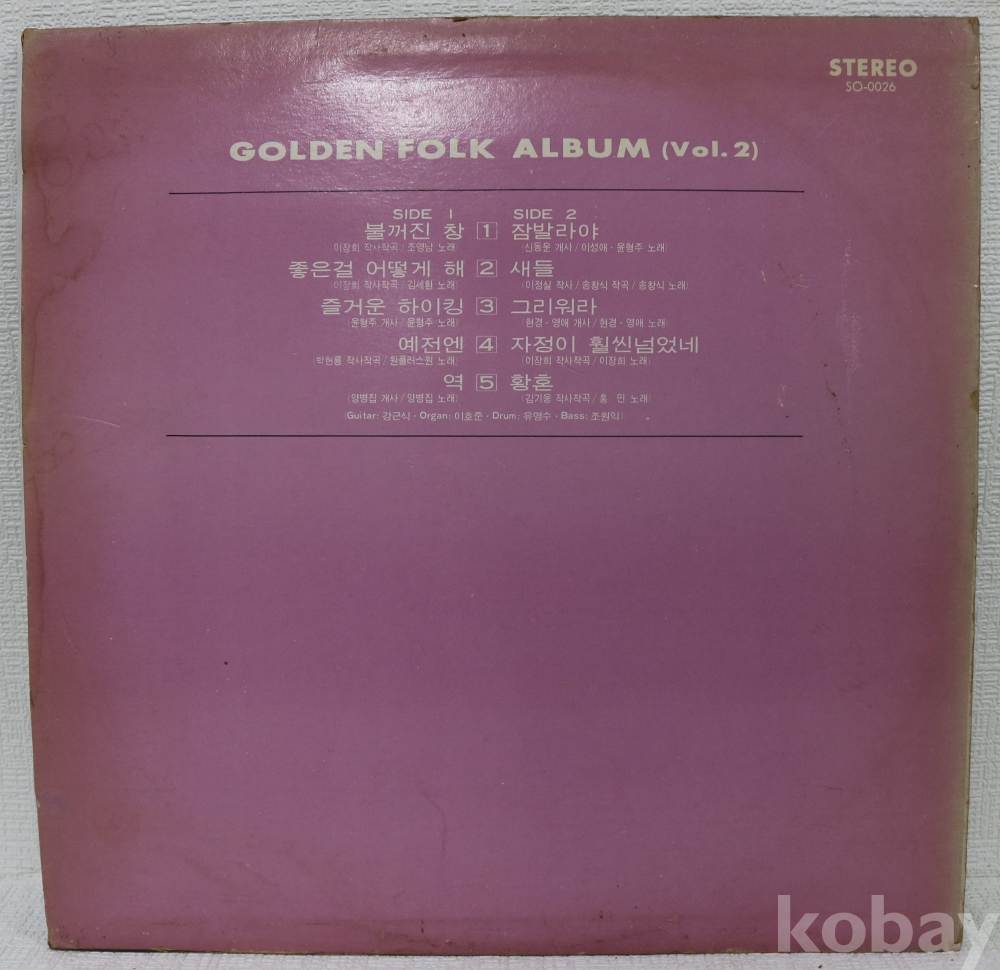 STEREO
SO-0026
GOLDEN FOLK ALBUM (Vol. 2)
SIDE 1 SIDE 2
불꺼진 창 1 잠발라야
(이장희 작사작곡/조영남 노래) (신동운 개사/이성애·윤형주 노래)
좋은걸 어떻게 해 2 새들
(이장희 작사작곡/김세환 노래) (이정실 작사/송창식 작곡/송창식 노래)
즐거운 하이킹 3 그리워라
(윤형주 개사/윤형주 노래) (현경·영애 개사/현경·영애 노래)
예전엔 4 자정이 훨씬넘었네
박헌룡 작사작곡/원플러스원 노래) (이장희 작사작곡/이장희 노래)
역 5 황혼
(양병집 개사/양병집 노래) (김기웅 작사작곡/홍 민 노래)
(Guitar: 강근식·Organ: 이호준·Drum: 유영수·Bass: 조원익)
kobay